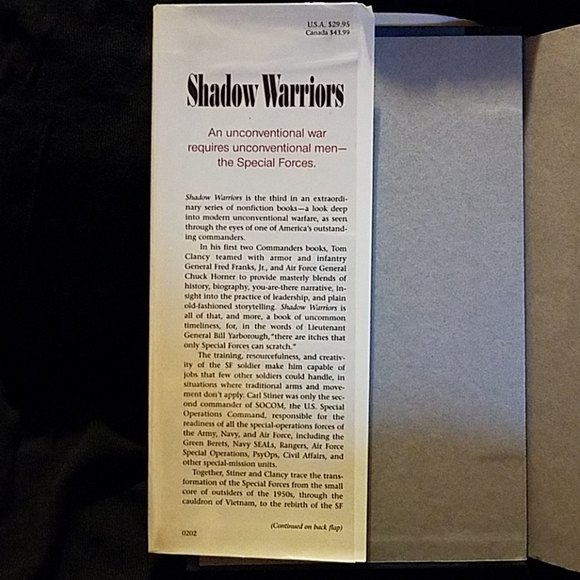 U.S.A. $29.95
Canada $43.99
Shadow Warriors
An unconventional war
requires unconventional men—
the Special Forces.
Shadow Warriors is the third in an extraordi-
nary series of nonfiction books—a look deep
into modern unconventional warfare, as seen
through the eyes of one of America's outstand-
ing commanders.
In his first two Commanders books, Tom
Clancy teamed with armor and infantry
General Fred Franks, Jr., and Air Force General
Chuck Horner to provide masterly blends of
history, biography, you-are-there narrative, in-
sight into the practice of leadership, and plain
old-fashioned storytelling. Shadow Warriors is
all of that, and more, a book of uncommon
timeliness, for, in the words of Lieutenant
General Bill Yarborough, "there are itches that
only Special Forces can scratch."
The training, resourcefulness, and creativ-
ity of the SF soldier make him capable of
jobs that few other soldiers could handle, in
situations where traditional arms and move-
ment don't apply. Carl Stiner was only the sec-
ond commander of SOCOM, the U.S. Special
Operations Command, responsible for the
readiness of all the special-operations forces of
the Army, Navy, and Air Force, including the
Green Berets, Navy SEALs, Rangers, Air Force
Special Operations, PsyOps, Civil Affairs, and
other special-mission units.
Together, Stiner and Clancy trace the trans-
formation of the Special Forces from the small
core of outsiders of the 1950s, through the
cauldron of Vietnam, to the rebirth of the SF
(Continued on back flap)
0202